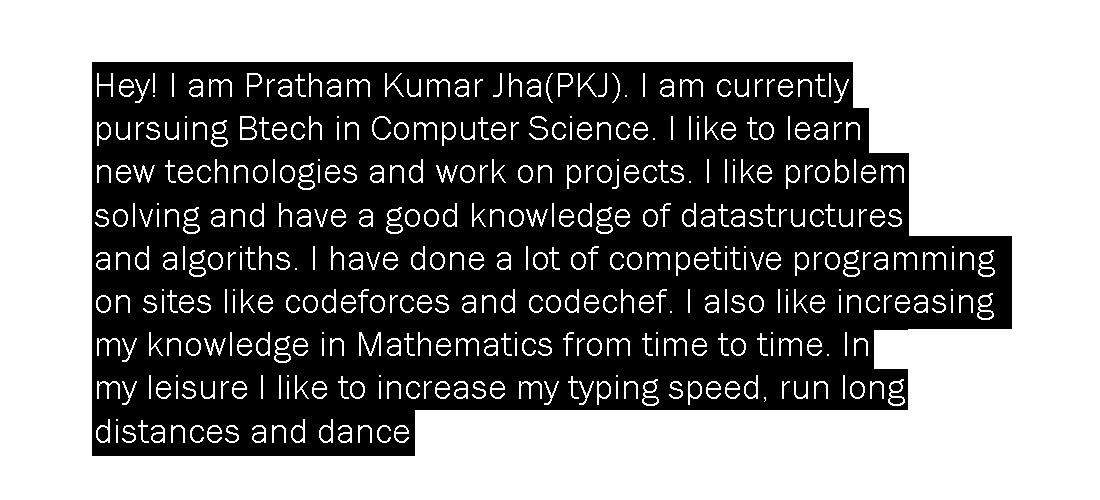 Hey! I am Pratham Kumar Jha(PKJ). I am currently
pursuing Btech in Computer Science. I like to learn
new technologies and work on projects. I like problem
solving and have a good knowledge of datastructures
and algoriths. I have done a lot of competitive programming
on sites like codeforces and codechef. I also like increasing
my knowledge in Mathematics from time to time. In
my leisure I like to increase my typing speed, run long
distances and dance